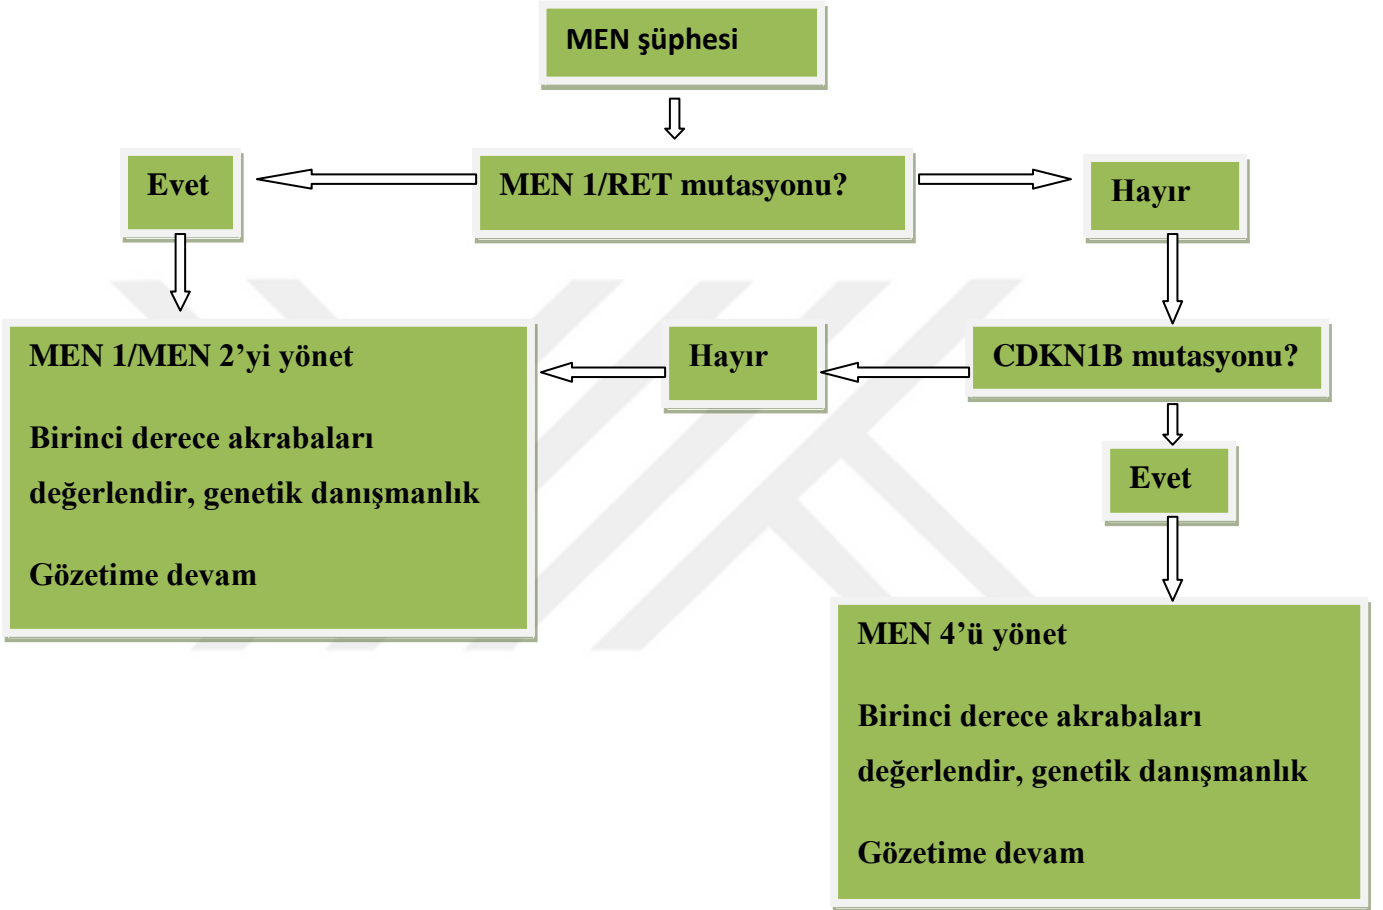 MEN şüphesi
Evet
MEN 1/RET mutasyonu?
Hayır
MEN 1/MEN 2’yi yönet
Birinci derece akrabaları
değerlendir, genetik danışmanlık
Gözetime devam
Hayır
CDKN1B mutasyonu?
Evet
MEN 4’ü yönet
Birinci derece akrabaları
değerlendir, genetik danışmanlık
Gözetime devam